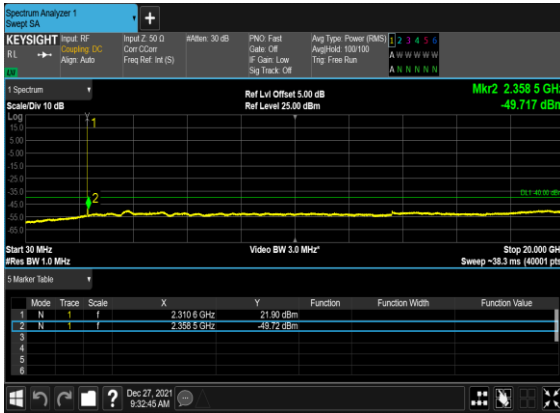 Spectrum Analyzer 1
Swept SA
+
KEYSIGHT Input: RF Input Z: 50 Ω #Atten: 30 dB PNO: Fast Avg Type: Power (RMS) 1 2 3 4 5 6
RL Coupling: DC Corr CCorr Gate: Off Avg|Hold: 100/100 A W W W W W
Align: Auto Freq Ref: Int (S) IF Gain: Low Trig: Free Run
Sig Track: Off A N N N N N
1 Spectrum
Ref Lvl Offset 5.00 dB Mkr2 2.358 5 GHz
Scale/Div 10 dB Ref Level 25.00 dBm -49.717 dBm
Log
15.0
5.00
-5.00
-15.0
-25.0
-35.0
-45.0
-55.0
-65.0
1
2
DL1 -40.00 dBm
Start 30 MHz Video BW 3.0 MHz* Stop 20.000 GHz
#Res BW 1.0 MHz Sweep ~38.3 ms (40001 pts)
5 Marker Table
Mode Trace Scale X Y Function Function Width Function Value
1 N 1 f 2.310 6 GHz 21.90 dBm
2 N 1 f 2.358 5 GHz -49.72 dBm
3
4
5
6
? Dec 27, 2021
9:32:45 AM